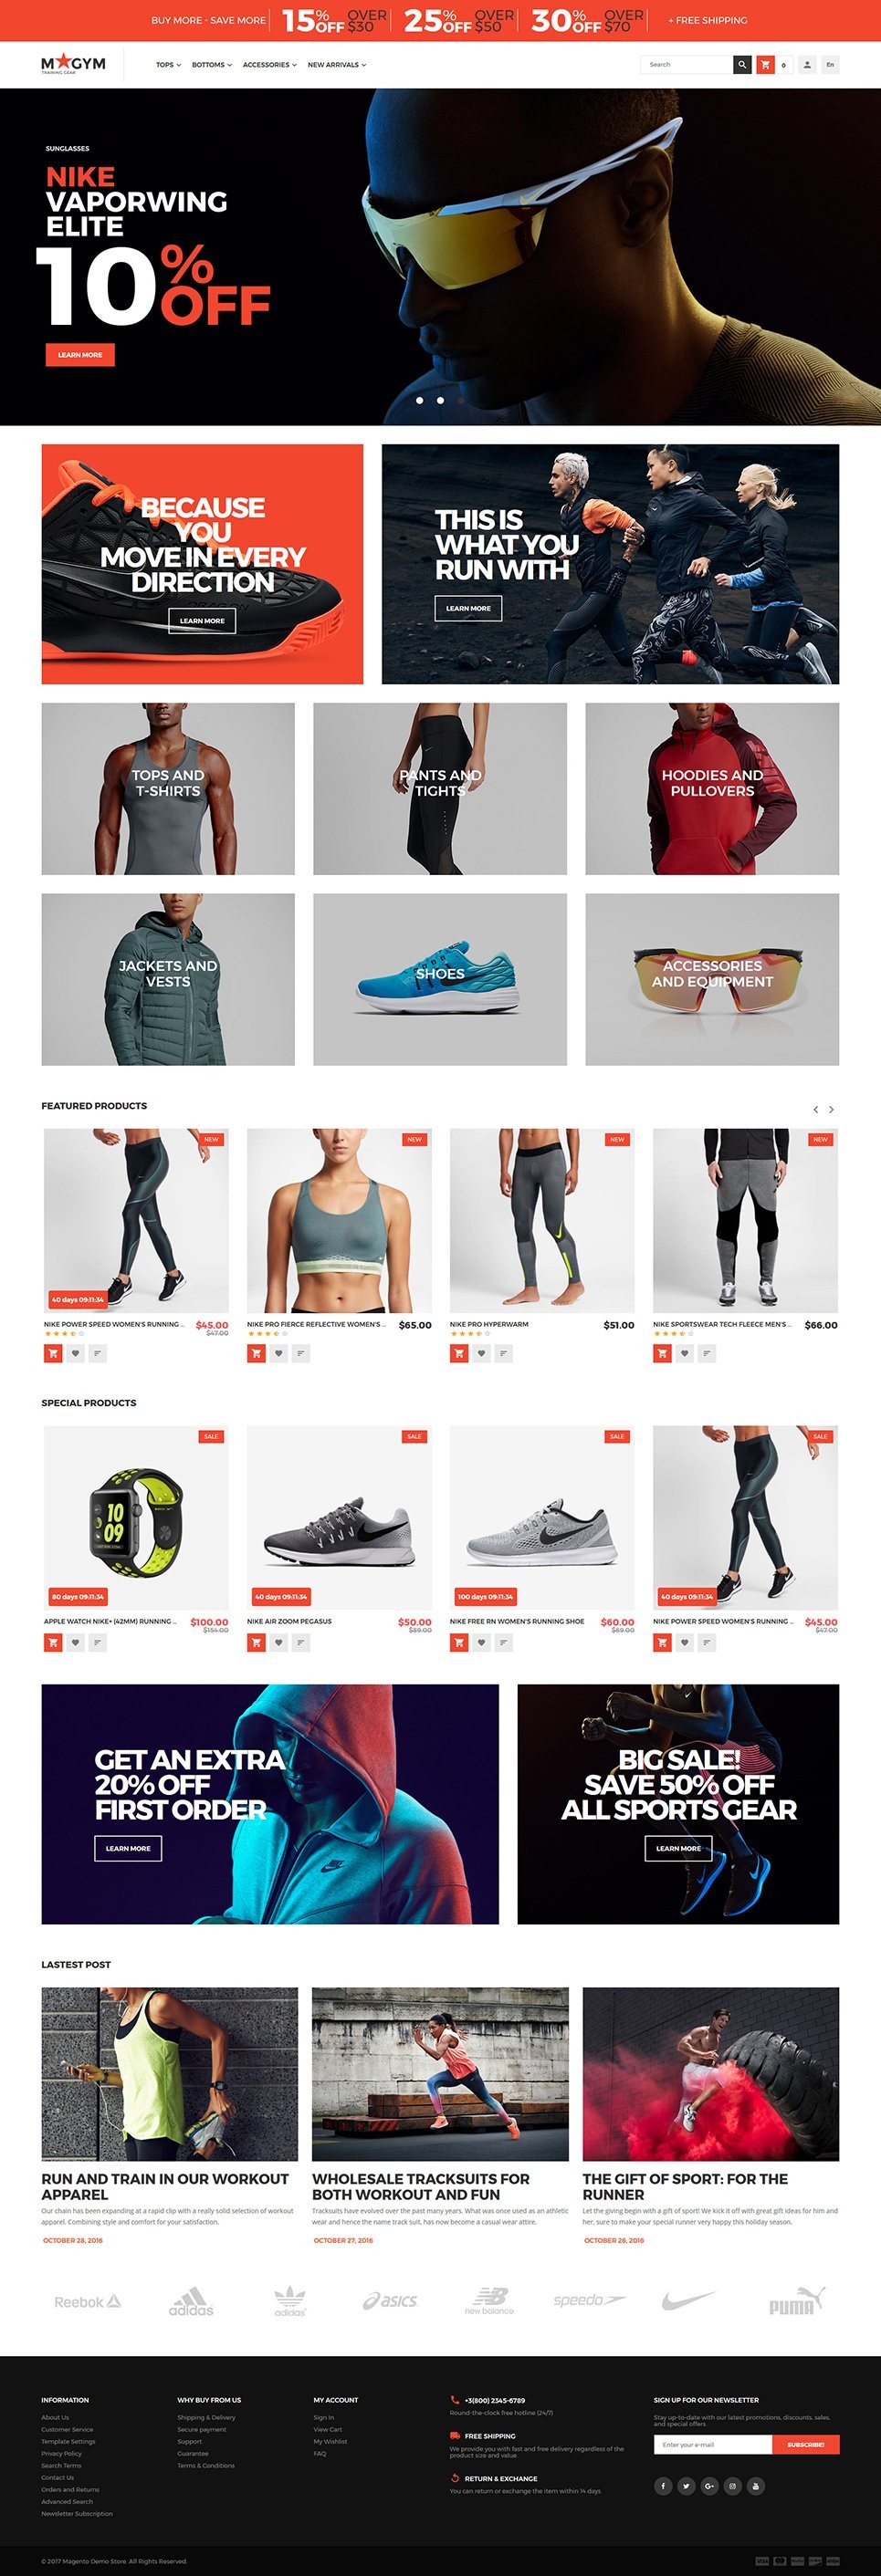 BUY MORE - SAVE MORE 15% OFF OVER $30 25% OFF OVER $50 30% OFF OVER $70 + FREE SHIPPING
M★GYM
TRAINING GEAR
TOPS BOTTOMS ACCESSORIES NEW ARRIVALS
Search
0
En
SUNGLASSES
NIKE
VAPORWING
ELITE
10% OFF
LEARN MORE
BECAUSE
YOU
MOVE IN EVERY
DIRECTION
LEARN MORE
THIS IS
WHAT YOU
RUN WITH
LEARN MORE
TOPS AND
T-SHIRTS
PANTS AND
TIGHTS
HOODIES AND
PULLOVERS
JACKETS AND
VESTS
SHOES
ACCESSORIES
AND EQUIPMENT
FEATURED PRODUCTS
NEW
40 days 09:11:34
NIKE POWER SPEED WOMEN'S RUNNING ...
$45.00
$47.00
NEW
NIKE PRO FIERCE REFLECTIVE WOMEN'S ...
$65.00
NEW
NIKE PRO HYPERWARM
$51.00
NEW
NIKE SPORTSWEAR TECH FLEECE MEN'S ...
$66.00
SPECIAL PRODUCTS
SALE
10
09
80 days 09:11:34
APPLE WATCH NIKE+ (42MM) RUNNING ...
$100.00
$154.00
SALE
40 days 09:11:34
NIKE AIR ZOOM PEGASUS
$50.00
$89.00
SALE
100 days 09:11:34
NIKE FREE RN WOMEN'S RUNNING SHOE
$60.00
$69.00
SALE
40 days 09:11:34
NIKE POWER SPEED WOMEN'S RUNNING ...
$45.00
$47.00
GET AN EXTRA
20% OFF
FIRST ORDER
LEARN MORE
BIG SALE!
SAVE 50% OFF
ALL SPORTS GEAR
LEARN MORE
LASTEST POST
RUN AND TRAIN IN OUR WORKOUT
APPAREL
Our chain has been expanding at a rapid clip with a really solid selection of workout
apparel. Combining style and comfort for your satisfaction.
OCTOBER 28, 2016
WHOLESALE TRACKSUITS FOR
BOTH WORKOUT AND FUN
Tracksuits have evolved over the past many years. What was once used as an athletic
wear and hence the name track suit, has now become a casual wear attire.
OCTOBER 27, 2016
THE GIFT OF SPORT: FOR THE
RUNNER
Let the giving begin with a gift of sport! We kick it off with great gift ideas for him and
her, sure to make your special runner very happy this holiday season.
OCTOBER 26, 2016
Reebok
adidas
adidas
asics
new balance
speedo
PUMA
INFORMATION
About Us
Customer Service
Template Settings
Privacy Policy
Search Terms
Contact Us
Orders and Returns
Advanced Search
Newsletter Subscription
WHY BUY FROM US
Shipping & Delivery
Secure payment
Support
Guarantee
Terms & Conditions
MY ACCOUNT
Sign In
View Cart
My Wishlist
FAQ
+3(800) 2345-6789
Round-the-clock free hotline (24/7)
FREE SHIPPING
We provide you with fast and free delivery regardless of the
product size and value.
RETURN & EXCHANGE
You can return or exchange the item within 14 days.
SIGN UP FOR OUR NEWSLETTER
Stay up-to-date with our latest promotions, discounts, sales,
and special offers
Enter your e-mail
SUBSCRIBE!
© 2017 Magento Demo Store. All Rights Reserved.